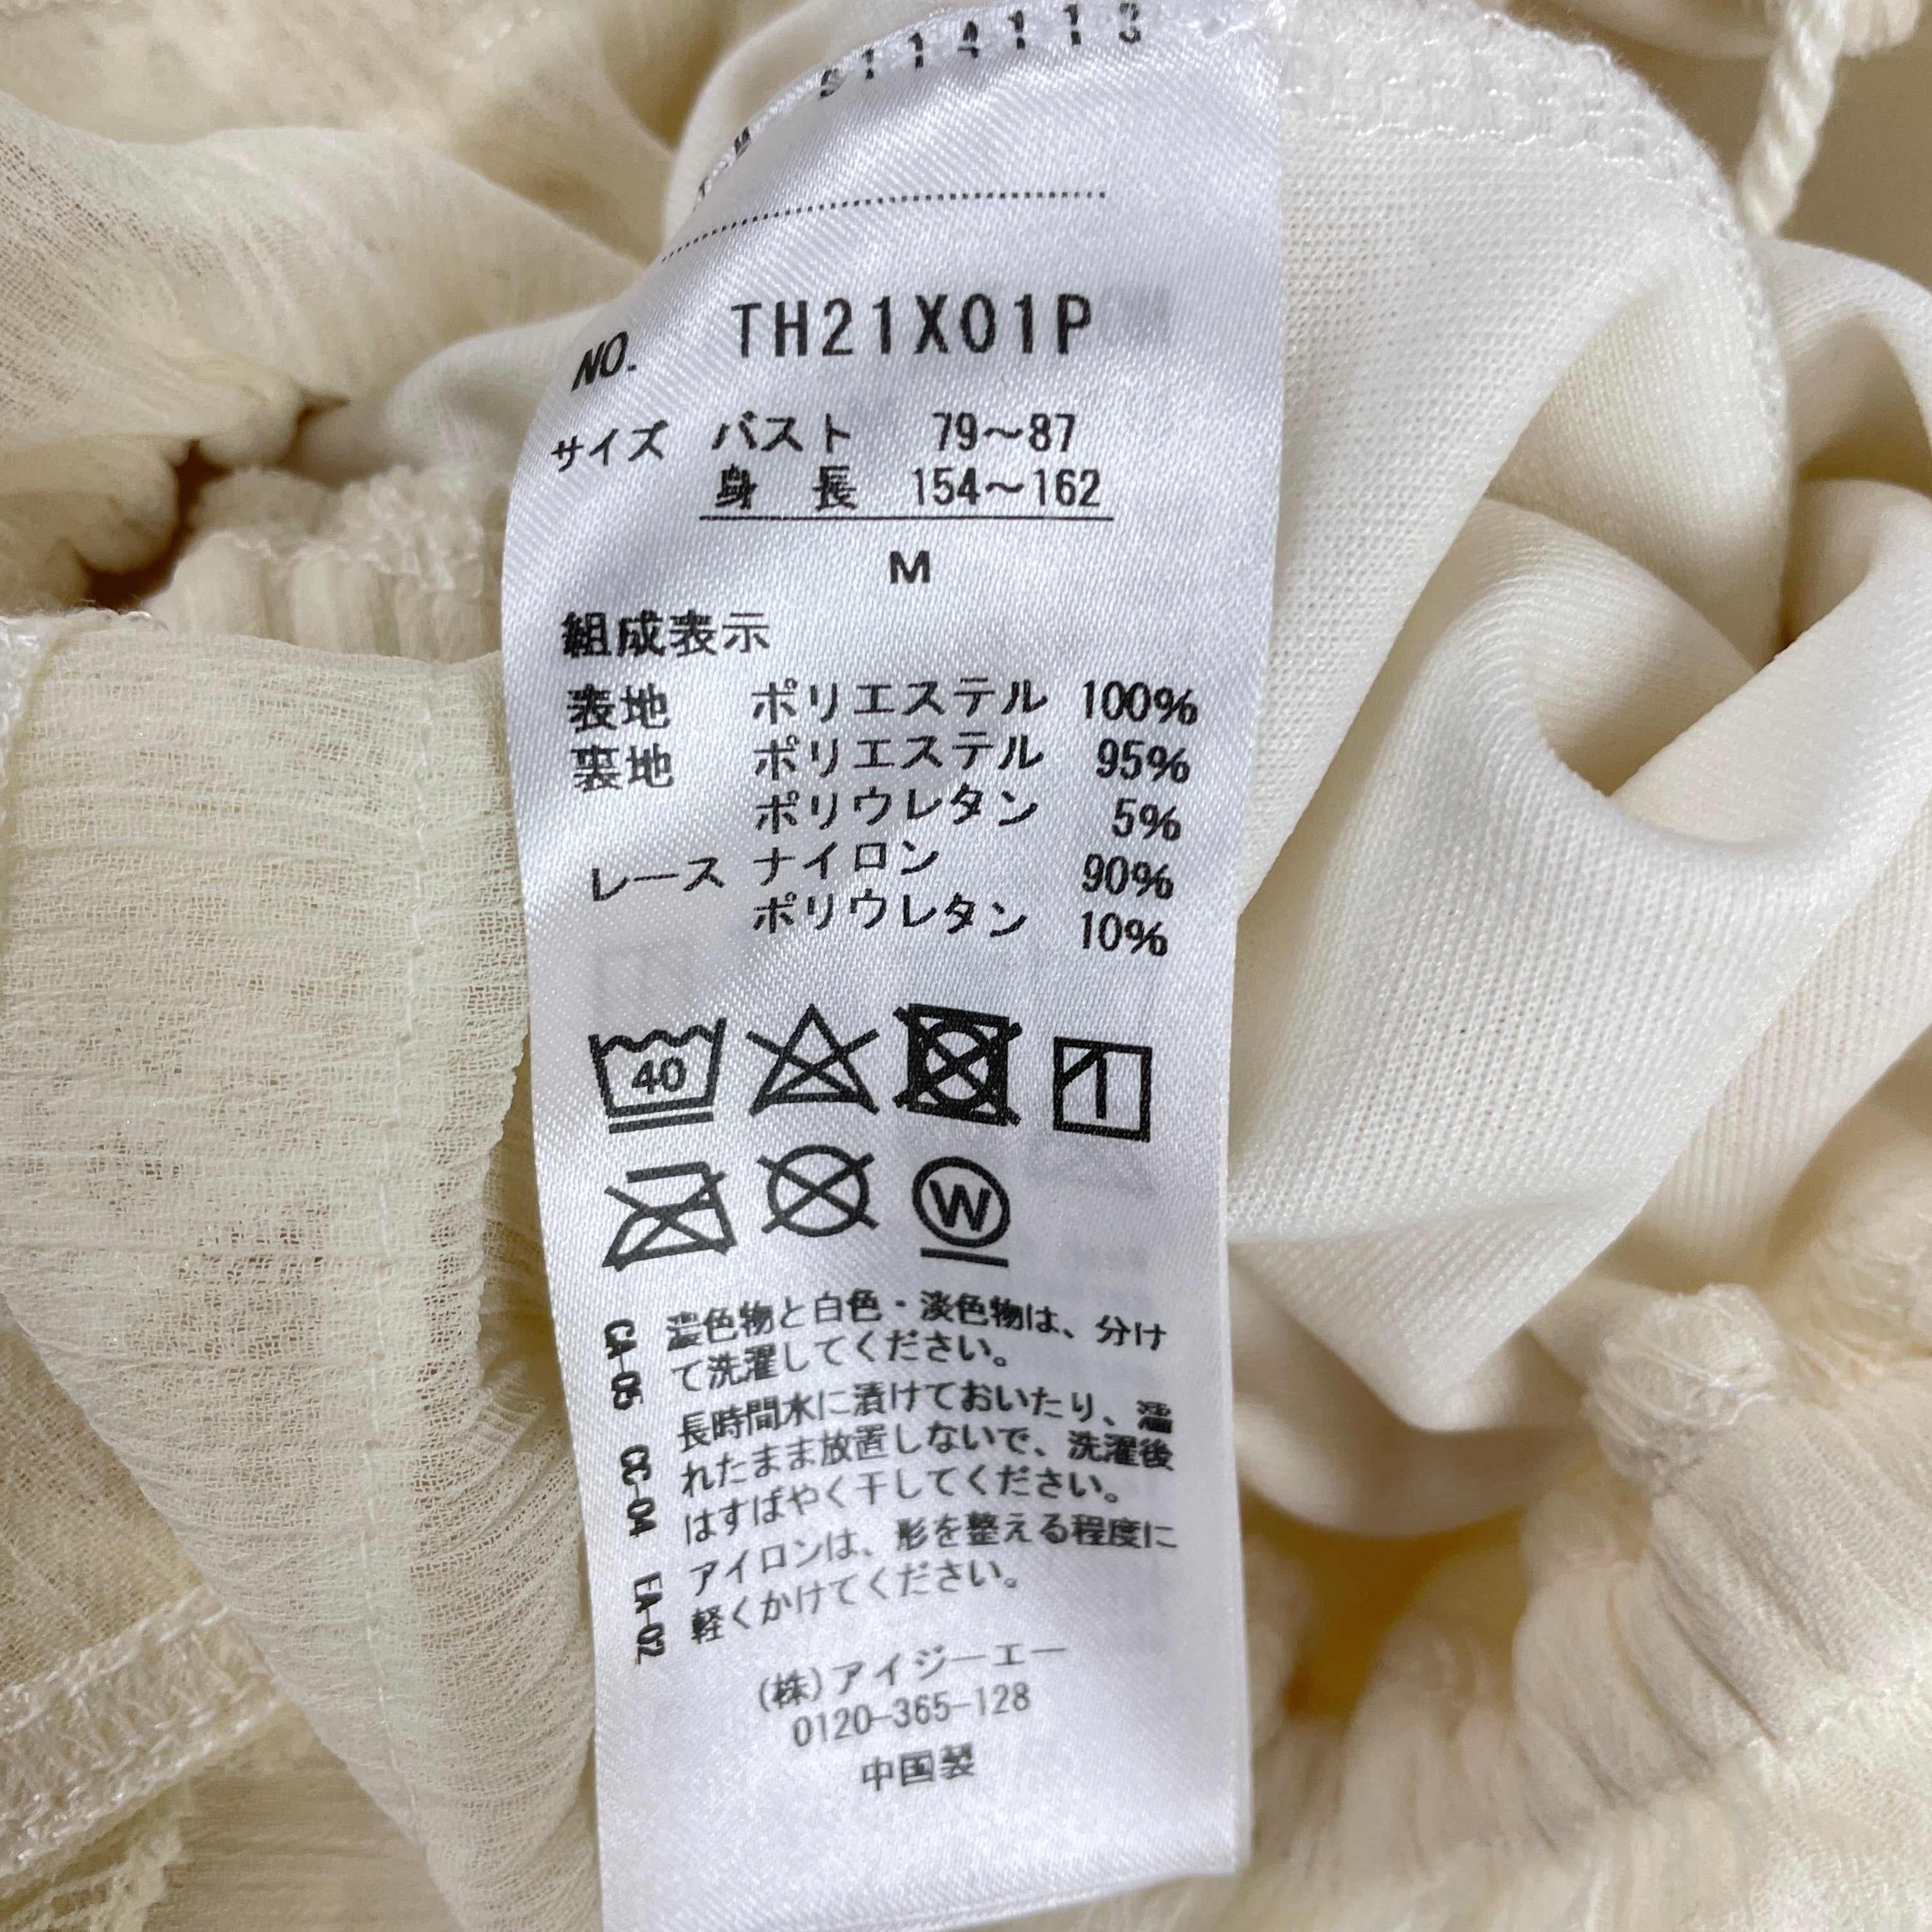 NO. TH21X01P
サイズ バスト 79～87
身長 154～162
M
組成表示
表地 ポリエステル 100%
裏地 ポリエステル 95%
ポリウレタン 5%
レース ナイロン 90%
ポリウレタン 10%
40
W
CA-05 濃色物と白色・淡色物は、分け
て洗濯してください。
CC-04 長時間水に漬けておいたり、濡
れたまま放置しないで、洗濯後
はすばやく干してください。
EA-02 アイロンは、形を整える程度に
軽くかけてください。
(株)アイジーエー
0120-365-128
中国製